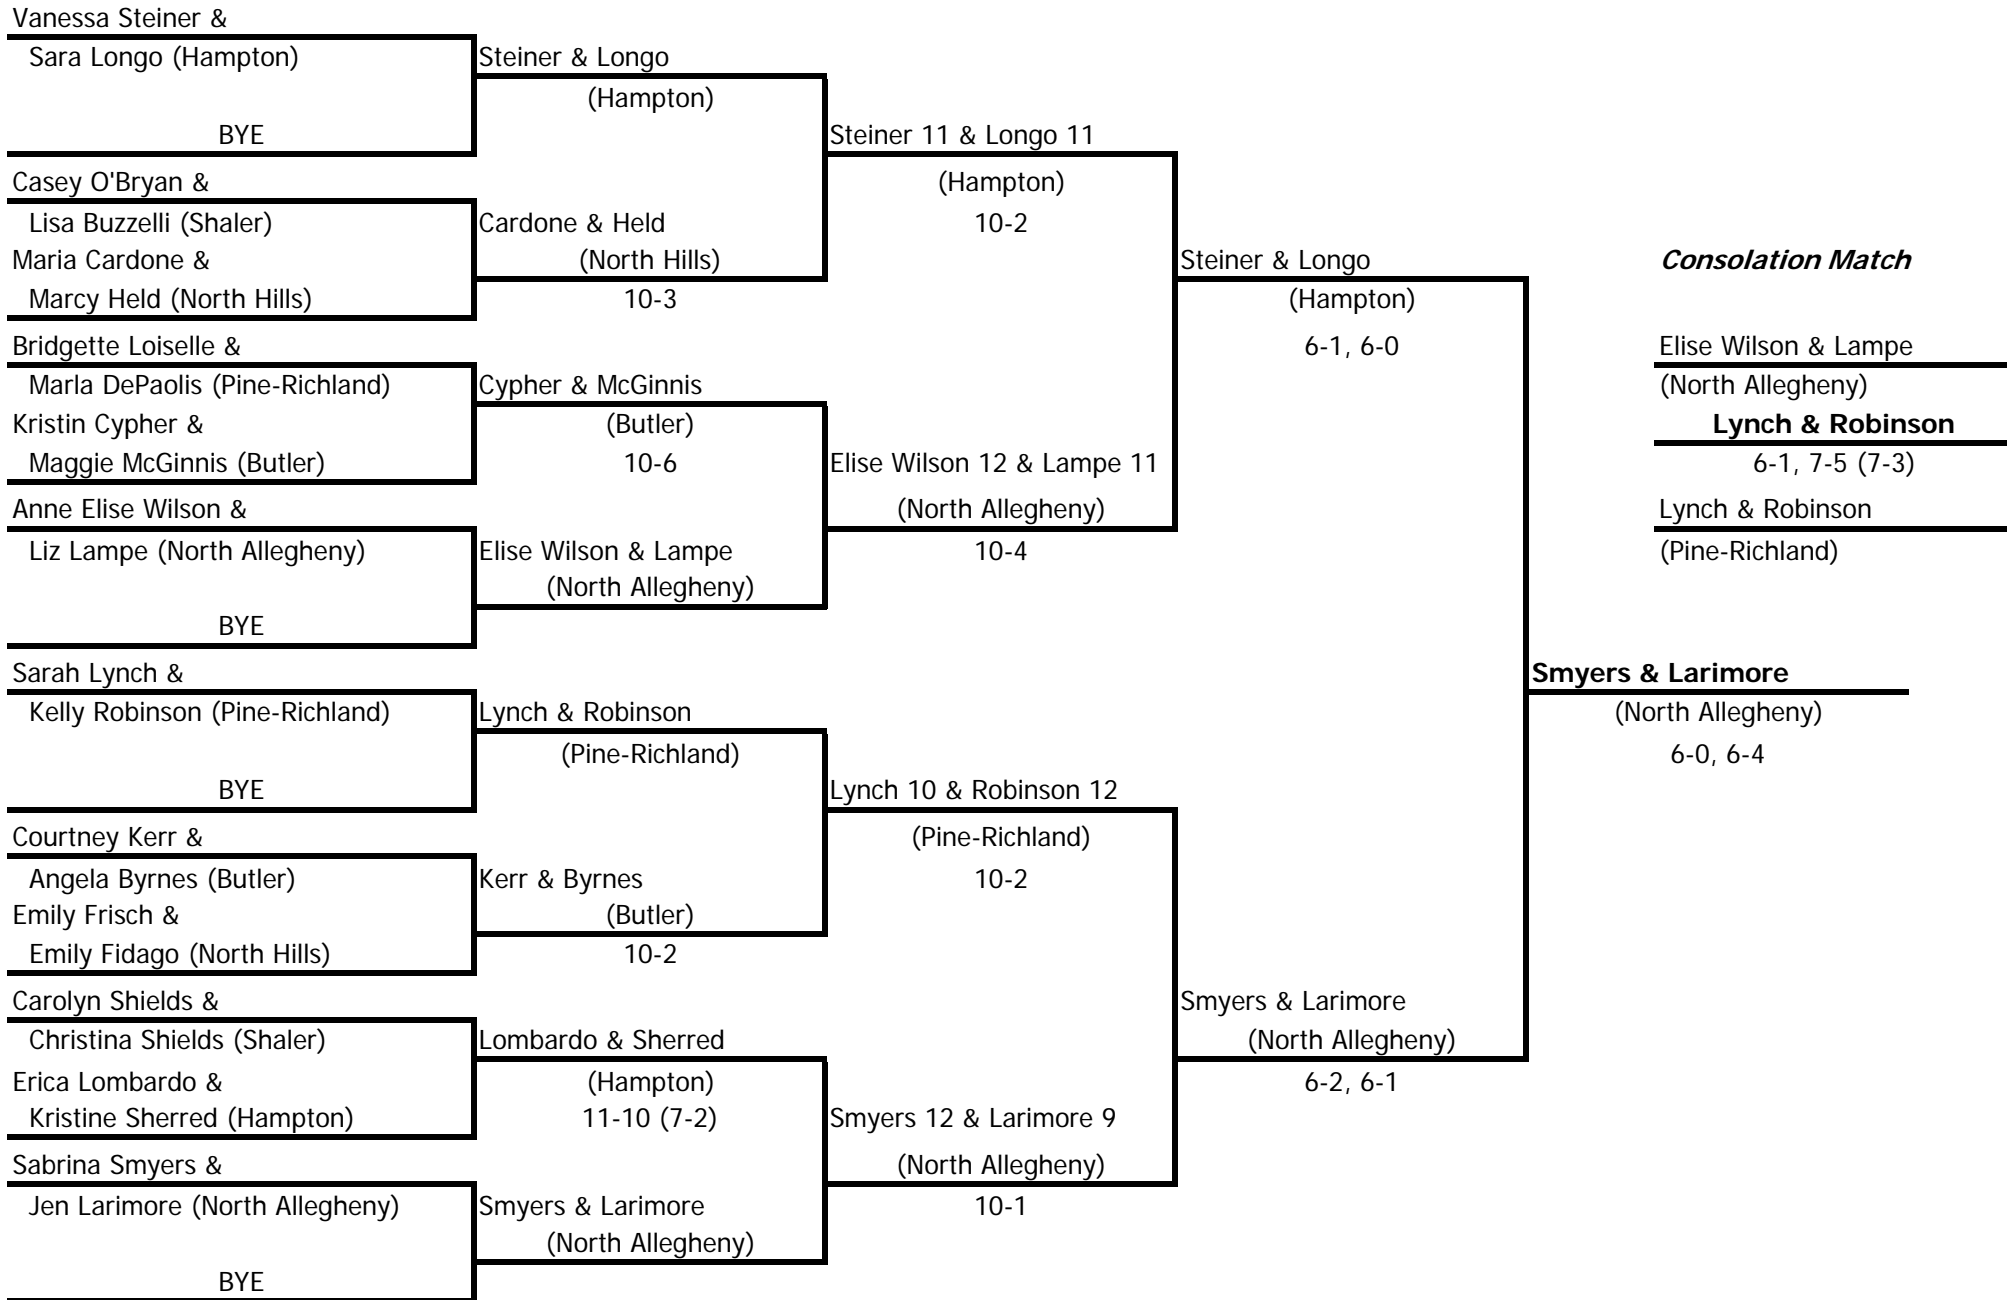 Vanessa Steiner &
Sara Longo (Hampton)
BYE
Casey O'Bryan &
Lisa Buzzelli (Shaler)
Maria Cardone &
Marcy Held (North Hills)
Bridgette Loiselle &
Marla DePaolis (Pine-Richland)
Kristin Cypher &
Maggie McGinnis (Butler)
Anne Elise Wilson &
Liz Lampe (North Allegheny)
BYE
Sarah Lynch &
Kelly Robinson (Pine-Richland)
BYE
Courtney Kerr &
Angela Byrnes (Butler)
Emily Frisch &
Emily Fidago (North Hills)
Carolyn Shields &
Christina Shields (Shaler)
Erica Lombardo &
Kristine Sherred (Hampton)
Sabrina Smyers &
Jen Larimore (North Allegheny)
BYE
Steiner & Longo
(Hampton)
Cardone & Held
(North Hills)
10-3
Cypher & McGinnis
(Butler)
10-6
Elise Wilson & Lampe
(North Allegheny)
Lynch & Robinson
(Pine-Richland)
Kerr & Byrnes
(Butler)
10-2
Lombardo & Sherred
(Hampton)
11-10 (7-2)
Smyers & Larimore
(North Allegheny)
Steiner 11 & Longo 11
(Hampton)
10-2
Elise Wilson 12 & Lampe 11
(North Allegheny)
10-4
Lynch 10 & Robinson 12
(Pine-Richland)
10-2
Smyers 12 & Larimore 9
(North Allegheny)
10-1
Steiner & Longo
(Hampton)
6-1, 6-0
Smyers & Larimore
(North Allegheny)
6-2, 6-1
Smyers & Larimore
(North Allegheny)
6-0, 6-4
Consolation Match
Elise Wilson & Lampe
(North Allegheny)
Lynch & Robinson
6-1, 7-5 (7-3)
Lynch & Robinson
(Pine-Richland)